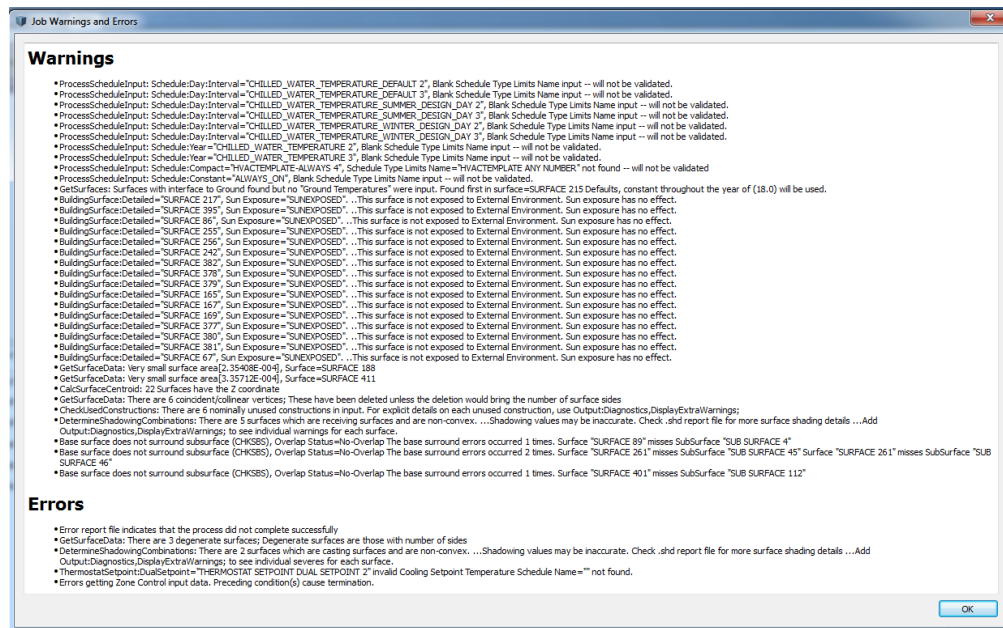 Job Warnings and Errors
Warnings
• ProcessScheduleInput: Schedule:Day:Interval="CHILLED_WATER_TEMPERATURE_DEFAULT 2", Blank Schedule Type Limits Name input -- will not be validated.
• ProcessScheduleInput: Schedule:Day:Interval="CHILLED_WATER_TEMPERATURE_DEFAULT 3", Blank Schedule Type Limits Name input -- will not be validated.
• ProcessScheduleInput: Schedule:Day:Interval="CHILLED_WATER_TEMPERATURE_SUMMER_DESIGN_DAY 2", Blank Schedule Type Limits Name input -- will not be validated.
• ProcessScheduleInput: Schedule:Day:Interval="CHILLED_WATER_TEMPERATURE_SUMMER_DESIGN_DAY 3", Blank Schedule Type Limits Name input -- will not be validated.
• ProcessScheduleInput: Schedule:Day:Interval="CHILLED_WATER_TEMPERATURE_WINTER_DESIGN_DAY 2", Blank Schedule Type Limits Name input -- will not be validated.
• ProcessScheduleInput: Schedule:Day:Interval="CHILLED_WATER_TEMPERATURE_WINTER_DESIGN_DAY 3", Blank Schedule Type Limits Name input -- will not be validated.
• ProcessScheduleInput: Schedule:Year="CHILLED_WATER_TEMPERATURE 2", Blank Schedule Type Limits Name input -- will not be validated.
• ProcessScheduleInput: Schedule:Year="CHILLED_WATER_TEMPERATURE 3", Blank Schedule Type Limits Name input -- will not be validated.
• ProcessScheduleInput: Schedule:Compact="HVACTEMPLATE-ALWAYS 4", Schedule Type Limits Name="HVACTEMPLATE ANY NUMBER" not found -- will not be validated
• ProcessScheduleInput: Schedule:Constant="ALWAYS_ON", Blank Schedule Type Limits Name input -- will not be validated.
• GetSurfaces: Surfaces with interface to Ground found but no "Ground Temperatures" were input. Found first in surface=SURFACE 215 Defaults, constant throughout the year of (18.0) will be used.
• BuildingSurface:Detailed="SURFACE 217", Sun Exposure="SUNEXPOSED". ..This surface is not exposed to External Environment. Sun exposure has no effect.
• BuildingSurface:Detailed="SURFACE 395", Sun Exposure="SUNEXPOSED". ..This surface is not exposed to External Environment. Sun exposure has no effect.
• BuildingSurface:Detailed="SURFACE 86", Sun Exposure="SUNEXPOSED". ..This surface is not exposed to External Environment. Sun exposure has no effect.
• BuildingSurface:Detailed="SURFACE 255", Sun Exposure="SUNEXPOSED". ..This surface is not exposed to External Environment. Sun exposure has no effect.
• BuildingSurface:Detailed="SURFACE 256", Sun Exposure="SUNEXPOSED". ..This surface is not exposed to External Environment. Sun exposure has no effect.
• BuildingSurface:Detailed="SURFACE 242", Sun Exposure="SUNEXPOSED". ..This surface is not exposed to External Environment. Sun exposure has no effect.
• BuildingSurface:Detailed="SURFACE 382", Sun Exposure="SUNEXPOSED". ..This surface is not exposed to External Environment. Sun exposure has no effect.
• BuildingSurface:Detailed="SURFACE 378", Sun Exposure="SUNEXPOSED". ..This surface is not exposed to External Environment. Sun exposure has no effect.
• BuildingSurface:Detailed="SURFACE 379", Sun Exposure="SUNEXPOSED". ..This surface is not exposed to External Environment. Sun exposure has no effect.
• BuildingSurface:Detailed="SURFACE 165", Sun Exposure="SUNEXPOSED". ..This surface is not exposed to External Environment. Sun exposure has no effect.
• BuildingSurface:Detailed="SURFACE 167", Sun Exposure="SUNEXPOSED". ..This surface is not exposed to External Environment. Sun exposure has no effect.
• BuildingSurface:Detailed="SURFACE 169", Sun Exposure="SUNEXPOSED". ..This surface is not exposed to External Environment. Sun exposure has no effect.
• BuildingSurface:Detailed="SURFACE 377", Sun Exposure="SUNEXPOSED". ..This surface is not exposed to External Environment. Sun exposure has no effect.
• BuildingSurface:Detailed="SURFACE 380", Sun Exposure="SUNEXPOSED". ..This surface is not exposed to External Environment. Sun exposure has no effect.
• BuildingSurface:Detailed="SURFACE 381", Sun Exposure="SUNEXPOSED". ..This surface is not exposed to External Environment. Sun exposure has no effect.
• BuildingSurface:Detailed="SURFACE 67", Sun Exposure="SUNEXPOSED". ..This surface is not exposed to External Environment. Sun exposure has no effect.
• GetSurfaceData: Very small surface area[2.35408E-004], Surface=SURFACE 188
• GetSurfaceData: Very small surface area[3.35712E-004], Surface=SURFACE 411
• CalcSurfaceCentroid: 22 Surfaces have the Z coordinate
• GetSurfaceData: There are 6 coincident/collinear vertices; These have been deleted unless the deletion would bring the number of surface sides
• CheckUsedConstructions: There are 6 nominally unused constructions in input. For explicit details on each unused construction, use Output:Diagnostics,DisplayExtraWarnings;
• DetermineShadowingCombinations: There are 5 surfaces which are receiving surfaces and are non-convex. ...Shadowing values may be inaccurate. Check .shd report file for more surface shading details ...Add
Output:Diagnostics,DisplayExtraWarnings; to see individual warnings for each surface.
• Base surface does not surround subsurface (CHKSBS), Overlap Status=No-Overlap The base surround errors occurred 1 times. Surface "SURFACE 89" misses SubSurface "SUB SURFACE 4"
• Base surface does not surround subsurface (CHKSBS), Overlap Status=No-Overlap The base surround errors occurred 2 times. Surface "SURFACE 261" misses SubSurface "SUB SURFACE 45" Surface "SURFACE 261" misses SubSurface "SUB
SURFACE 46"
• Base surface does not surround subsurface (CHKSBS), Overlap Status=No-Overlap The base surround errors occurred 1 times. Surface "SURFACE 401" misses SubSurface "SUB SURFACE 112"
Errors
• Error report file indicates that the process did not complete successfully
• GetSurfaceData: There are 3 degenerate surfaces; Degenerate surfaces are those with number of sides
• DetermineShadowingCombinations: There are 2 surfaces which are casting surfaces and are non-convex. ...Shadowing values may be inaccurate. Check .shd report file for more surface shading details ...Add
Output:Diagnostics,DisplayExtraWarnings; to see individual severes for each surface.
• ThermostatSetpoint:DualSetpoint="THERMOSTAT SETPOINT DUAL SETPOINT 2" invalid Cooling Setpoint Temperature Schedule Name="" not found.
• Errors getting Zone Control input data. Preceding condition(s) cause termination.
OK